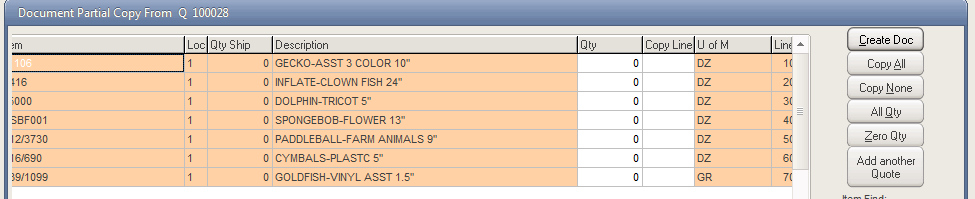 Document Partial Copy From Q 100028
em Loc Qty Ship Description Qty Copy Line U of M Line
106 1 0 GECKO-ASST 3 COLOR 10" 0 DZ 10
416 1 0 INFLATE-CLOWN FISH 24" 0 DZ 20
5000 1 0 DOLPHIN-TRICOT 5" 0 DZ 30
SBF001 1 0 SPONGEBOB-FLOWER 13" 0 DZ 40
12/3730 1 0 PADDLEBALL-FARM ANIMALS 9" 0 DZ 50
16/690 1 0 CYMBALS-PLASTC 5" 0 DZ 60
39/1099 1 0 GOLDFISH-VINYL ASST 1.5" 0 GR 70
Create Doc
Copy All
Copy None
All Qty
Zero Qty
Add another
Quote
Item Find: